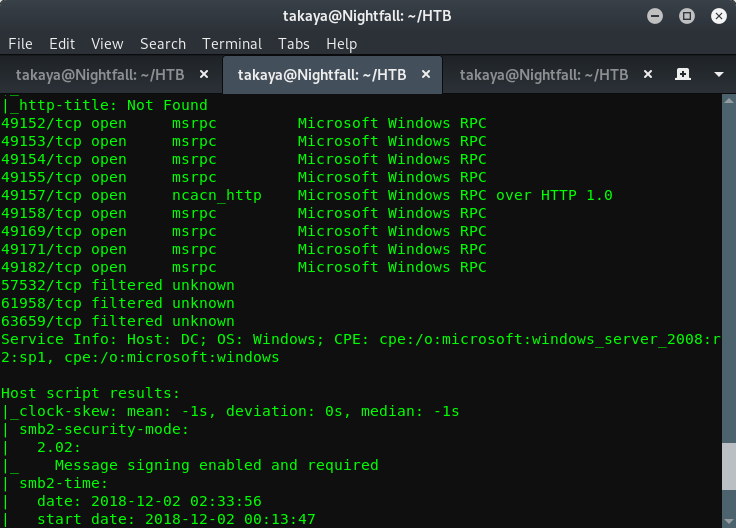 takaya@Nightfall: ~/HTB
File Edit View Search Terminal Tabs Help
takaya@Nightfall: ~/HTB × takaya@Nightfall: ~/HTB × takaya@Nightfall: ~/HTB ×
|_http-title: Not Found
49152/tcp open     msrpc         Microsoft Windows RPC
49153/tcp open     msrpc         Microsoft Windows RPC
49154/tcp open     msrpc         Microsoft Windows RPC
49155/tcp open     msrpc         Microsoft Windows RPC
49157/tcp open     ncacn_http    Microsoft Windows RPC over HTTP 1.0
49158/tcp open     msrpc         Microsoft Windows RPC
49169/tcp open     msrpc         Microsoft Windows RPC
49171/tcp open     msrpc         Microsoft Windows RPC
49182/tcp open     msrpc         Microsoft Windows RPC
57532/tcp filtered unknown
61958/tcp filtered unknown
63659/tcp filtered unknown
Service Info: Host: DC; OS: Windows; CPE: cpe:/o:microsoft:windows_server_2008:r
2:sp1, cpe:/o:microsoft:windows
Host script results:
|_clock-skew: mean: -1s, deviation: 0s, median: -1s
| smb2-security-mode:
|   2.02:
|_    Message signing enabled and required
| smb2-time:
|   date: 2018-12-02 02:33:56
|   start date: 2018-12-02 00:13:47